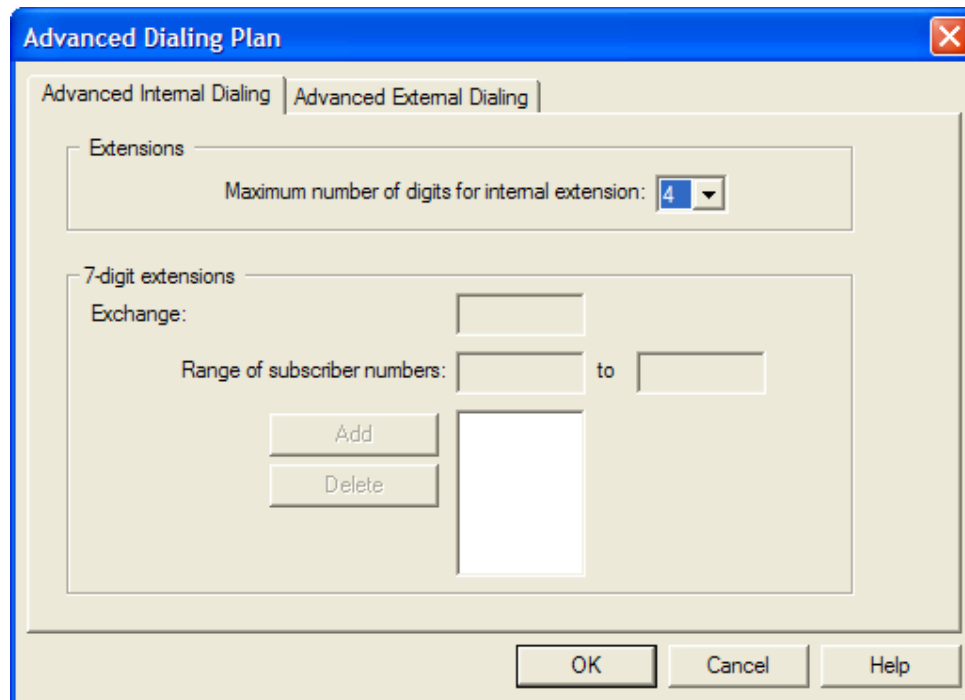 Advanced Dialing Plan
Advanced Internal Dialing
Advanced External Dialing
Extensions
Maximum number of digits for internal extension: 4
7-digit extensions
Exchange:
Range of subscriber numbers: to
Add
Delete
OK Cancel Help